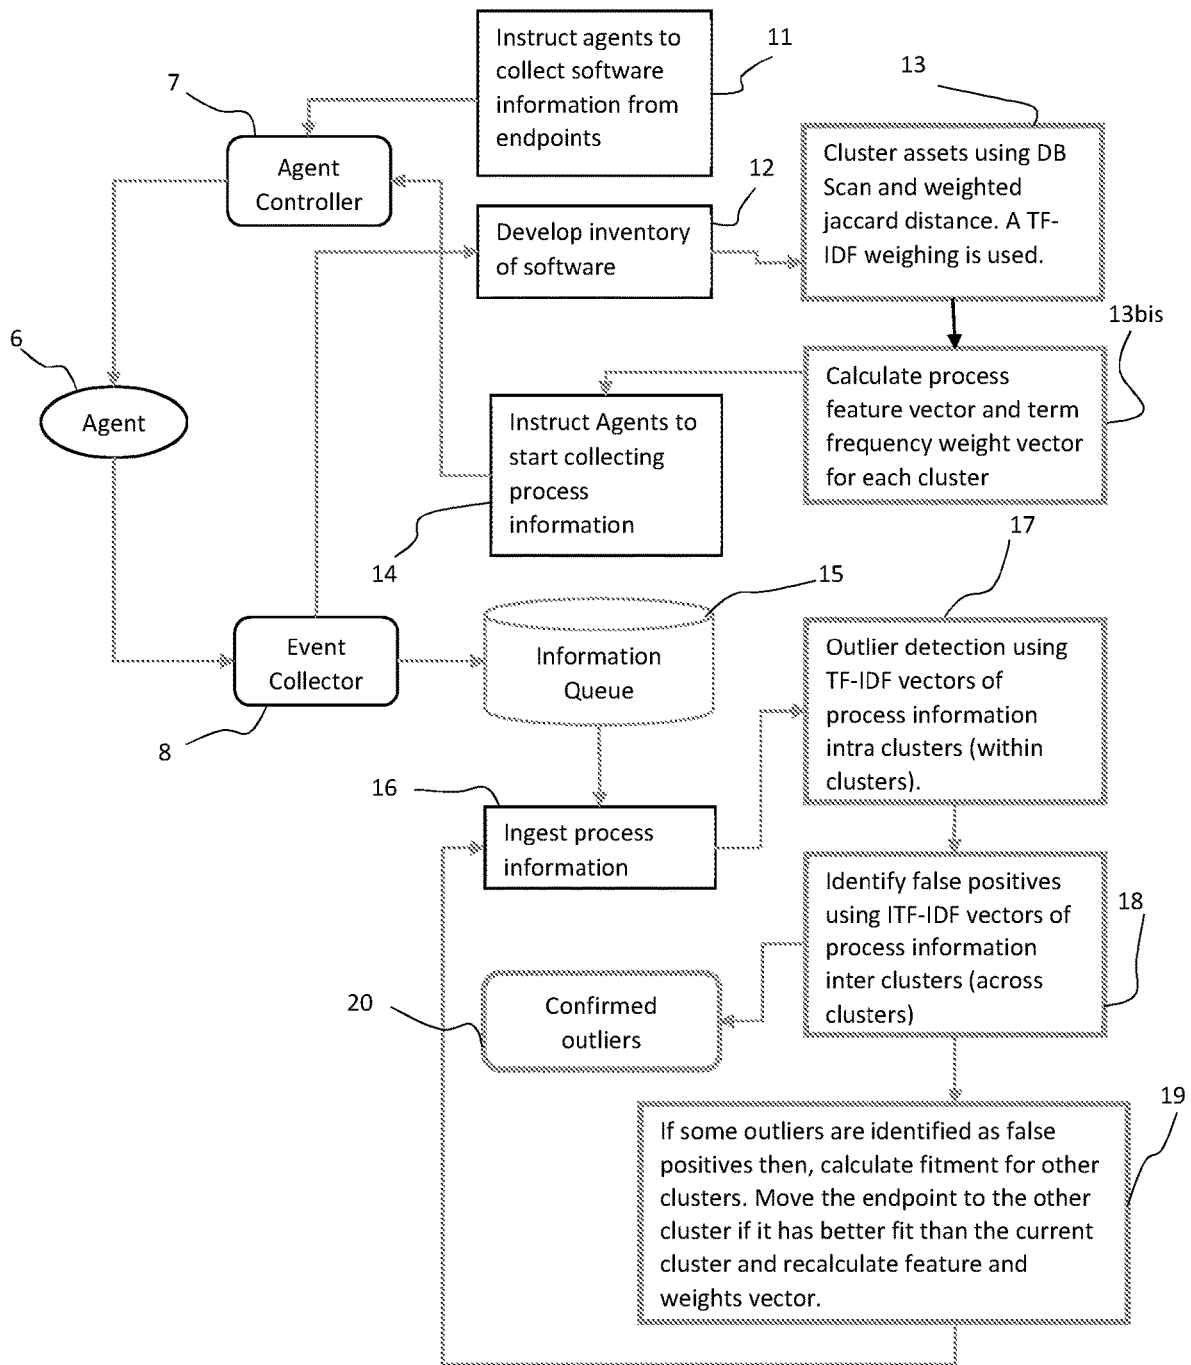 Instruct agents to
collect software
information from
endpoints
11
7
Agent
Controller
13
Cluster assets using DB
Scan and weighted
jaccard distance. A TF-
IDF weighing is used.
12
Develop inventory
of software
13bis
Calculate process
feature vector and term
frequency weight vector
for each cluster
6
Agent
Instruct Agents to
start collecting
process
information
14
17
15
Information
Queue
Event
Collector
8
Outlier detection using
TF-IDF vectors of
process information
intra clusters (within
clusters).
16
Ingest process
information
Identify false positives
using ITF-IDF vectors of
process information
inter clusters (across
clusters)
18
20
Confirmed
outliers
19
If some outliers are identified as false
positives then, calculate fitment for other
clusters. Move the endpoint to the other
cluster if it has better fit than the current
cluster and recalculate feature and
weights vector.